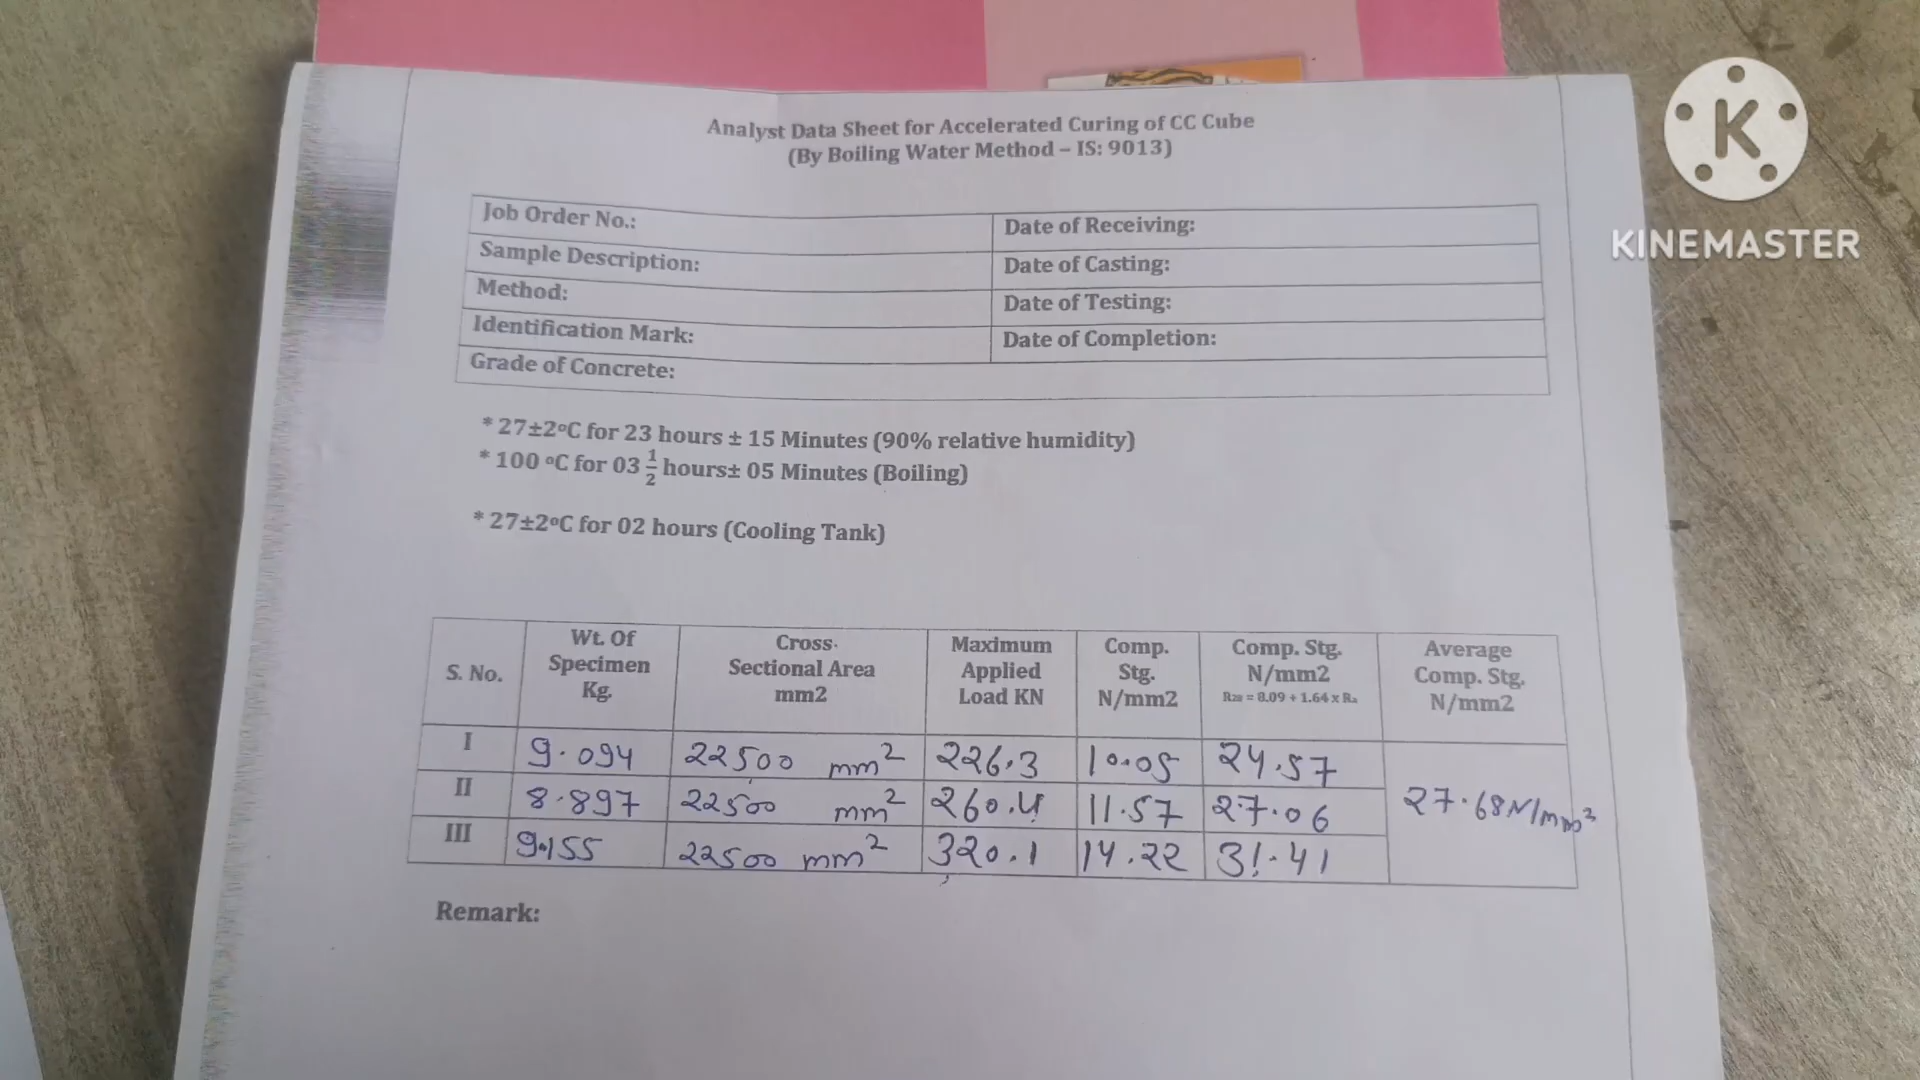 Analyst Data Sheet for Accelerated Curing of CC Cube
(By Boiling Water Method – IS: 9013)
K
KINEMASTER
Job Order No.: Date of Receiving:
Sample Description: Date of Casting:
Method: Date of Testing:
Identification Mark: Date of Completion:
Grade of Concrete:
* 27±2°C for 23 hours ± 15 Minutes (90% relative humidity)
* 100 °C for 03 1/2 hours± 05 Minutes (Boiling)
* 27±2°C for 02 hours (Cooling Tank)
S. No. Wt. Of Specimen Kg. Cross-Sectional Area mm2 Maximum Applied Load KN Comp. Stg. N/mm2 Comp. Stg. N/mm2 R28 = 8.09 + 1.64 x Ra Average Comp. Stg. N/mm2
I 9.094 22500 mm² 226.3 10.05 24.57
II 8.897 22500 mm² 260.4 11.57 27.06 27.68 N/mm²
III 9.155 22500 mm² 320.1 14.22 31.41
Remark: